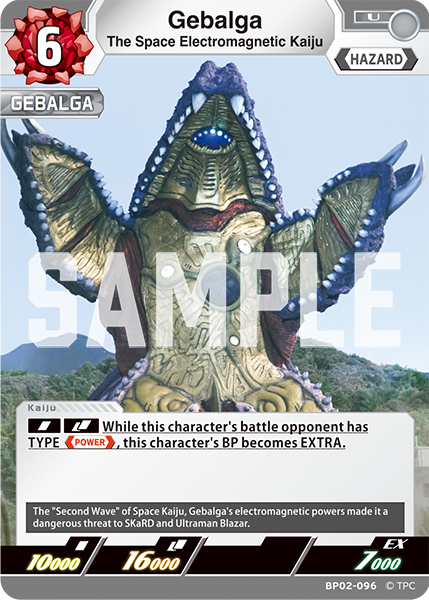 6
Gebalga
The Space Electromagnetic Kaiju
U
HAZARD
GEBALGA
SAMPLE
Kaiju
While this character's battle opponent has
TYPE POWER, this character's BP becomes EXTRA.
The "Second Wave" of Space Kaiju, Gebalga's electromagnetic powers made it a
dangerous threat to SKaRD and Ultraman Blazar.
10000
16000
EX
7000
BP02-096 © TPC